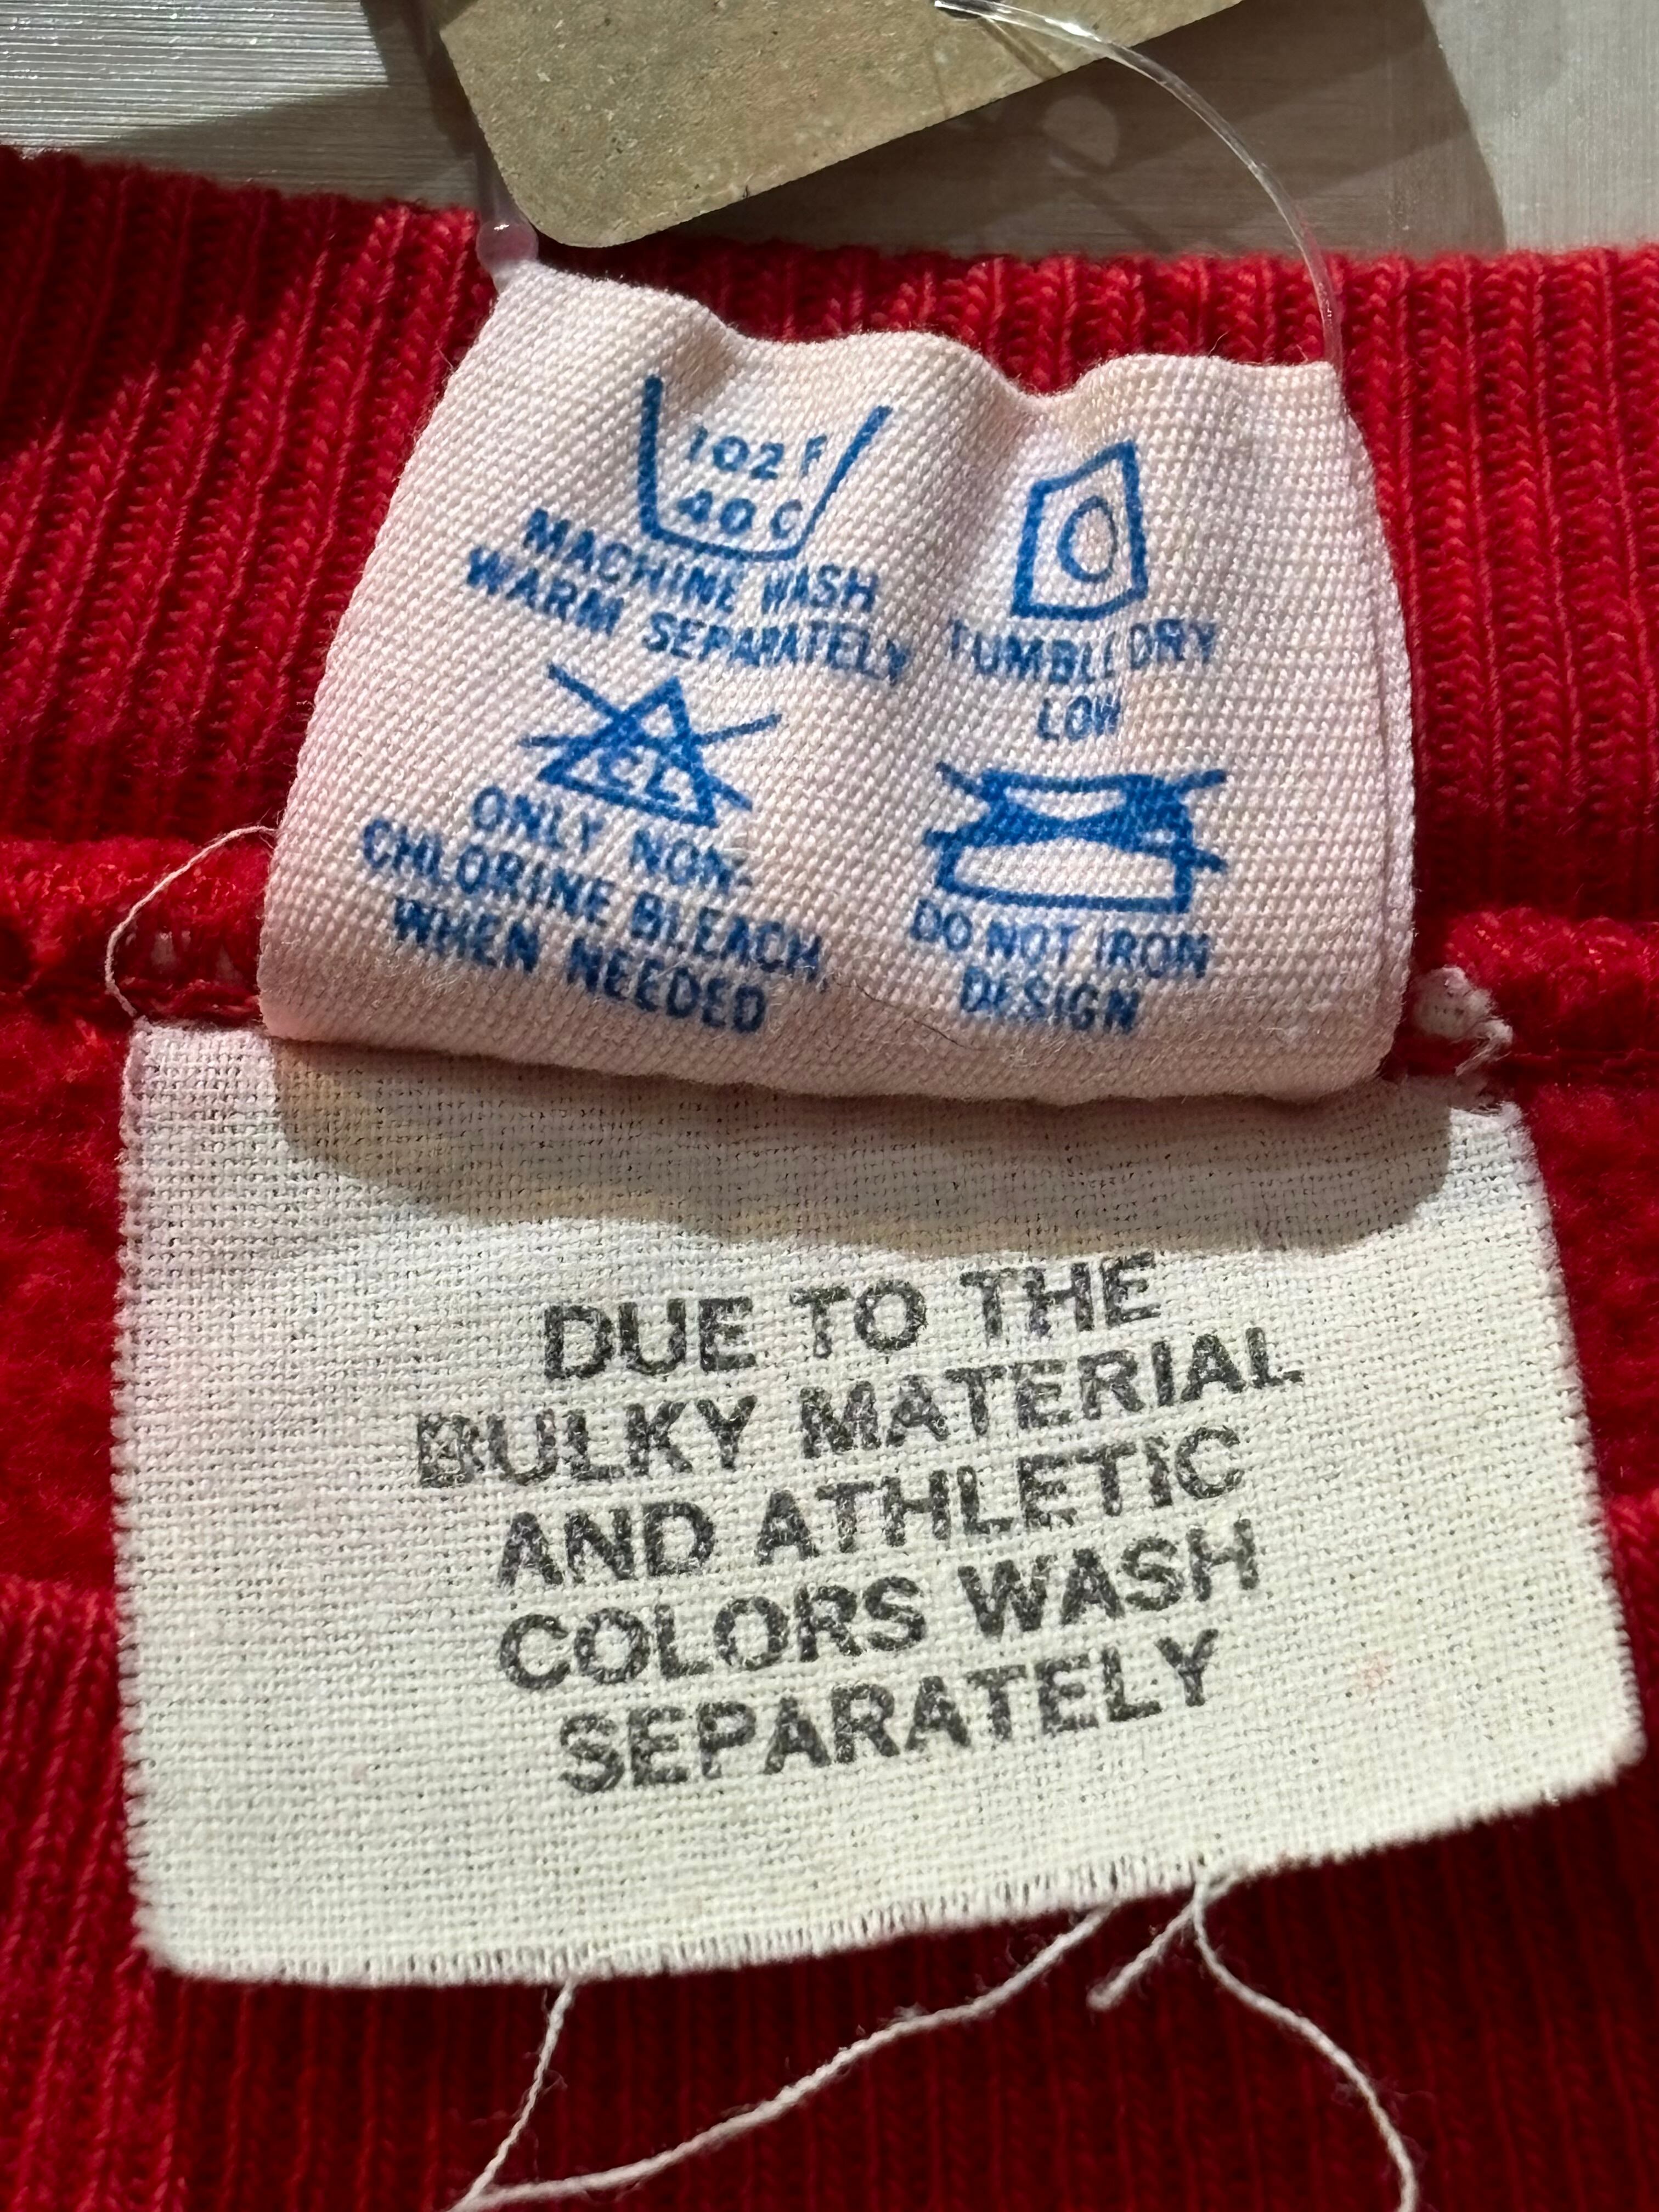 102 F
40 C
MACHINE WASH
WARM SEPARATELY
TUMBLE DRY
LOW
CL
ONLY NON-
CHLORINE BLEACH,
WHEN NEEDED
DO NOT IRON
DESIGN
DUE TO THE
BULKY MATERIAL
AND ATHLETIC
COLORS WASH
SEPARATELY